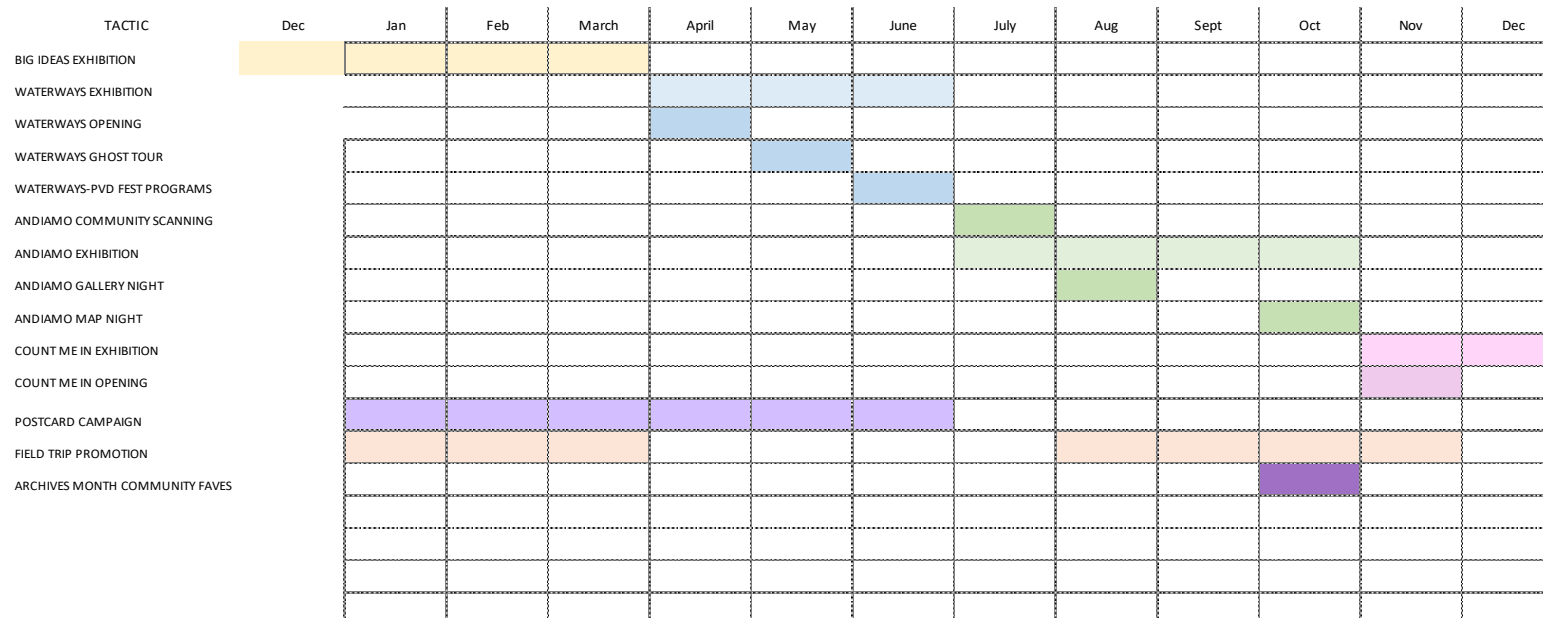 TACTIC Dec Jan Feb March April May June July Aug Sept Oct Nov Dec
BIG IDEAS EXHIBITION
WATERWAYS EXHIBITION
WATERWAYS OPENING
WATERWAYS GHOST TOUR
WATERWAYS-PVD FEST PROGRAMS
ANDIAMO COMMUNITY SCANNING
ANDIAMO EXHIBITION
ANDIAMO GALLERY NIGHT
ANDIAMO MAP NIGHT
COUNT ME IN EXHIBITION
COUNT ME IN OPENING
POSTCARD CAMPAIGN
FIELD TRIP PROMOTION
ARCHIVES MONTH COMMUNITY FAVES